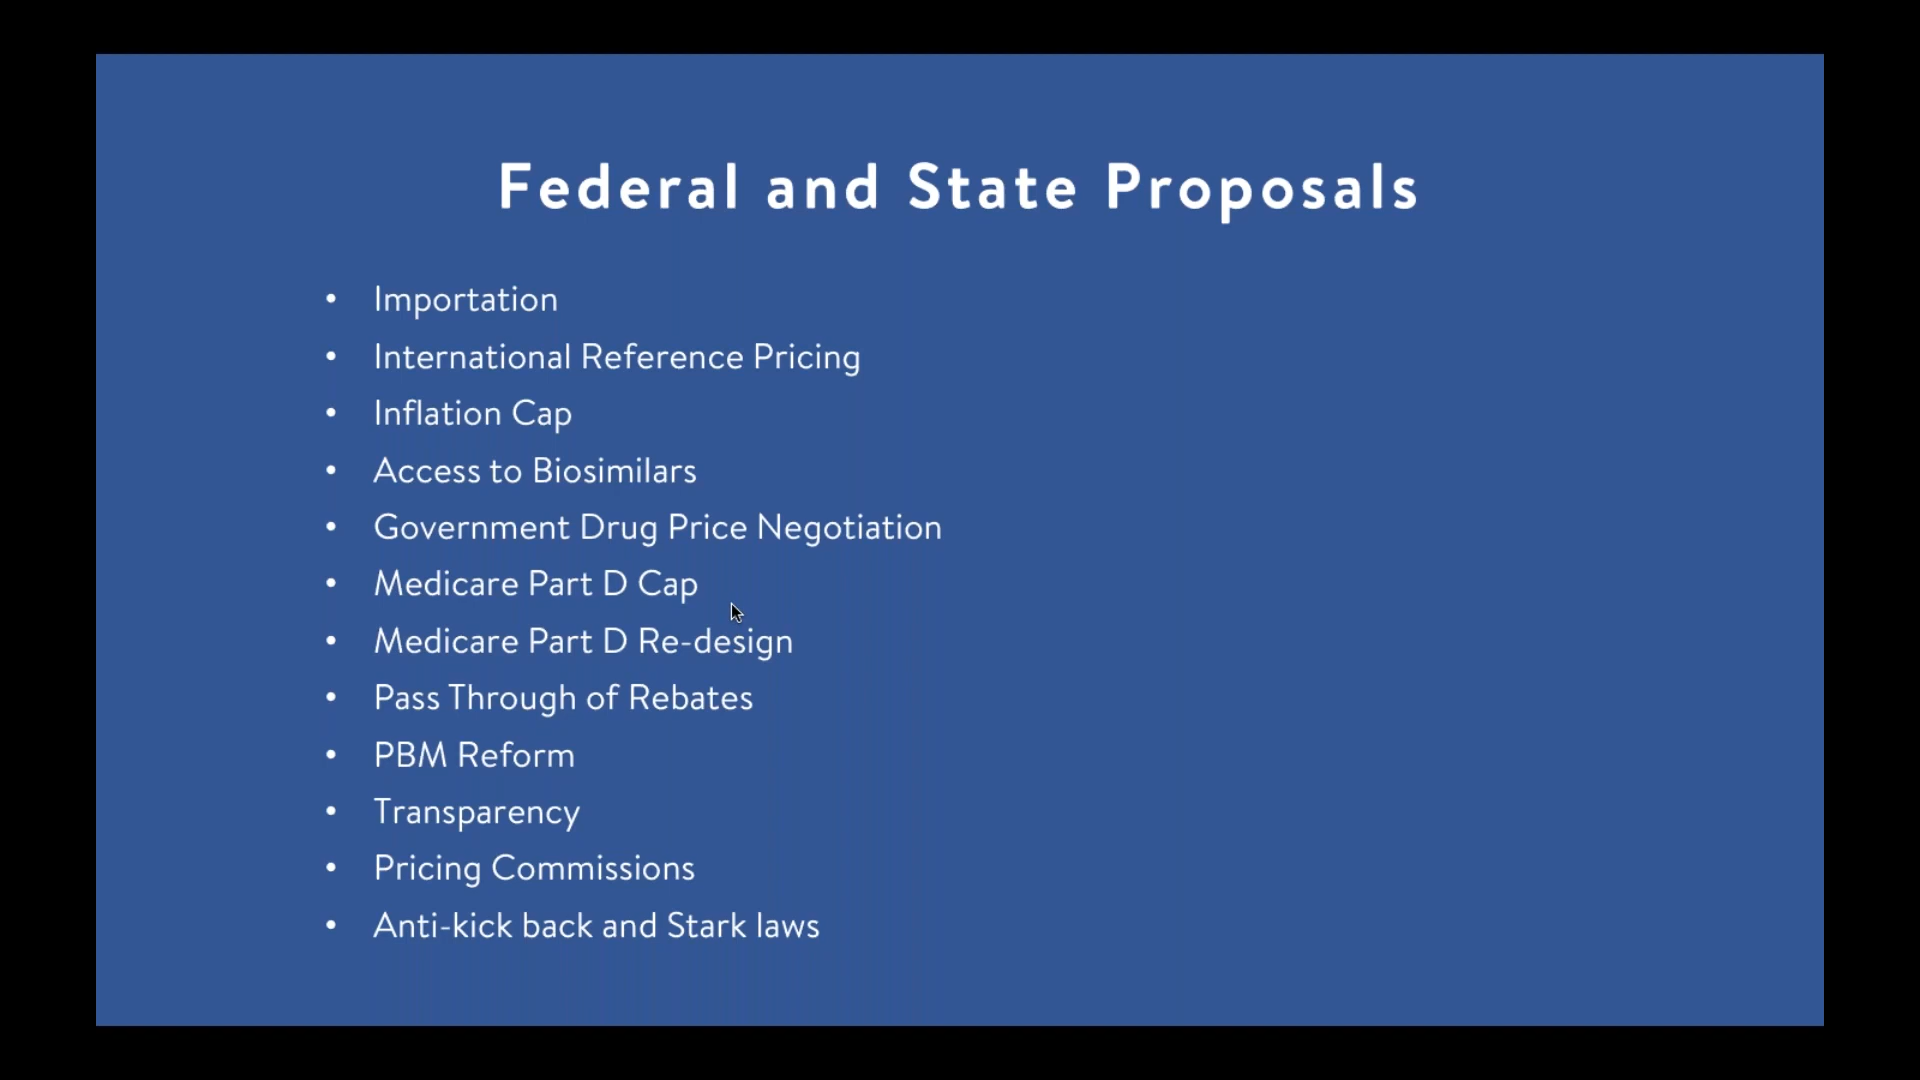 Federal and State Proposals
• Importation
• International Reference Pricing
• Inflation Cap
• Access to Biosimilars
• Government Drug Price Negotiation
• Medicare Part D Cap
• Medicare Part D Re-design
• Pass Through of Rebates
• PBM Reform
• Transparency
• Pricing Commissions
• Anti-kick back and Stark laws